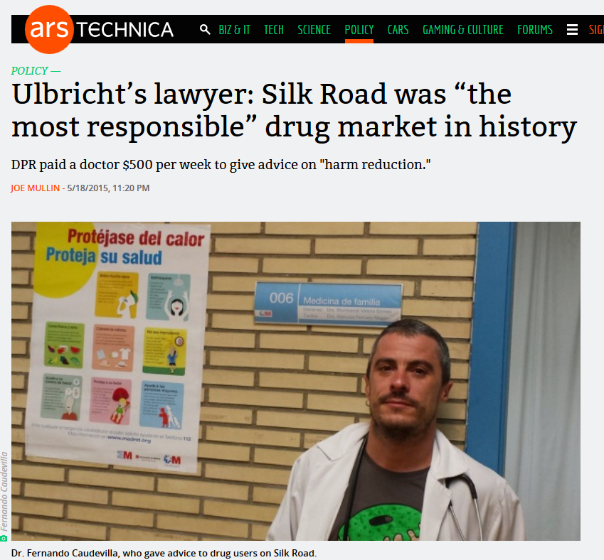 ars TECHNICA
BIZ & IT TECH SCIENCE POLICY CARS GAMING & CULTURE FORUMS SIG
POLICY —
Ulbricht’s lawyer: Silk Road was “the
most responsible” drug market in history
DPR paid a doctor $500 per week to give advice on "harm reduction."
JOE MULLIN - 5/18/2015, 11:20 PM
Protéjase del calor
Proteja su salud
006 Medicina de familia
Fernando Caudevilla
Dr. Fernando Caudevilla, who gave advice to drug users on Silk Road.